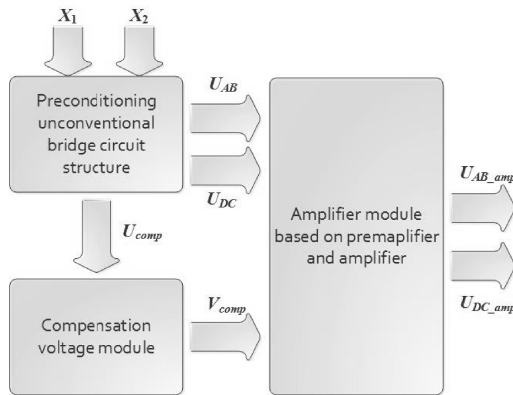 X1 X2
Preconditioning
unconventional
bridge circuit
structure
UAB
UDC
Ucomp
Compensation
voltage module
Vcomp
Amplifier module
based on premaplifier
and amplifier
UAB_amp
UDC_amp